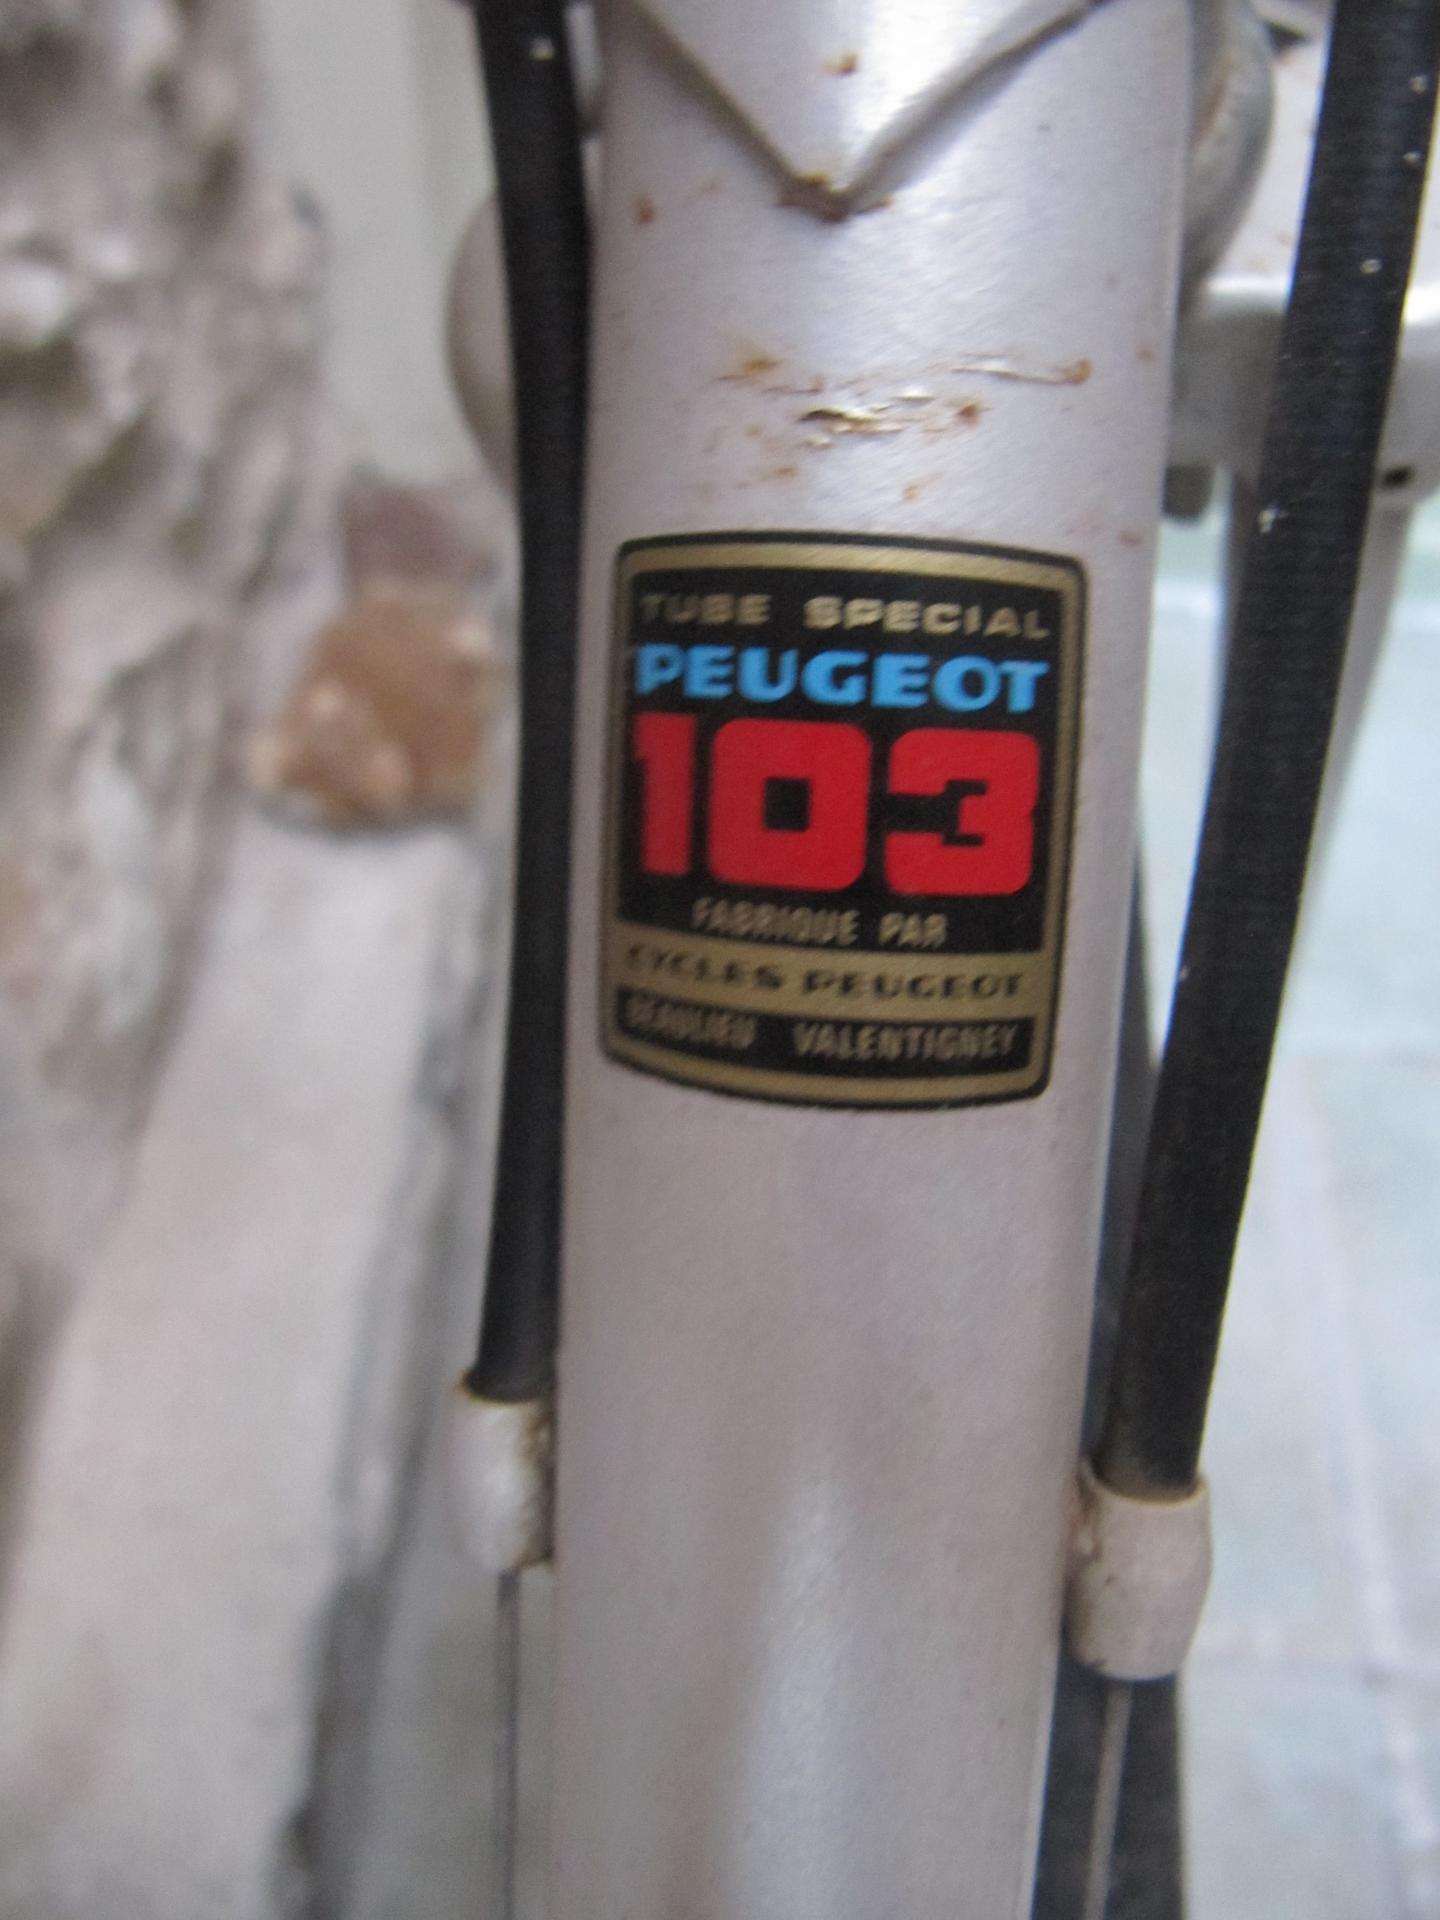 TUBE SPECIAL
PEUGEOT
103
FABRIQUE PAR
CYCLES PEUGEOT
BEAULIEU VALENTIGNEY